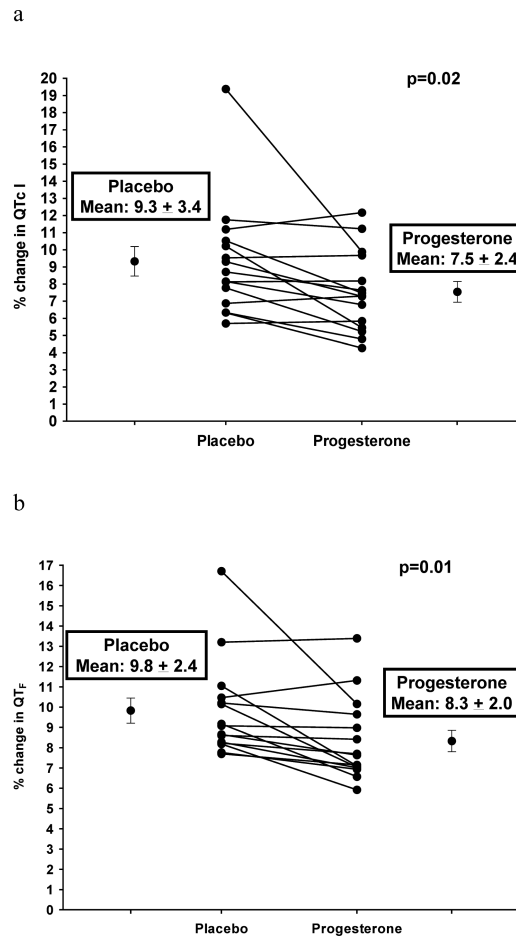 a
p=0.02
20
19
18
17
16
15
14
13
12
11
10
9
8
7
6
5
4
3
2
1
0
% change in QTc I
Placebo
Mean: 9.3 ± 3.4
Progesterone
Mean: 7.5 ± 2.4
Placebo
Progesterone
b
p=0.01
17
16
15
14
13
12
11
10
9
8
7
6
5
4
3
2
1
0
% change in QTF
Placebo
Mean: 9.8 ± 2.4
Progesterone
Mean: 8.3 ± 2.0
Placebo
Progesterone